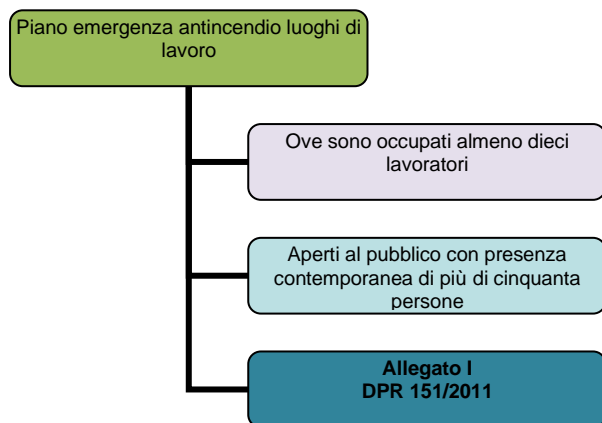 Piano emergenza antincendio luoghi di
lavoro
Ove sono occupati almeno dieci
lavoratori
Aperti al pubblico con presenza
contemporanea di più di cinquanta
persone
Allegato I
DPR 151/2011